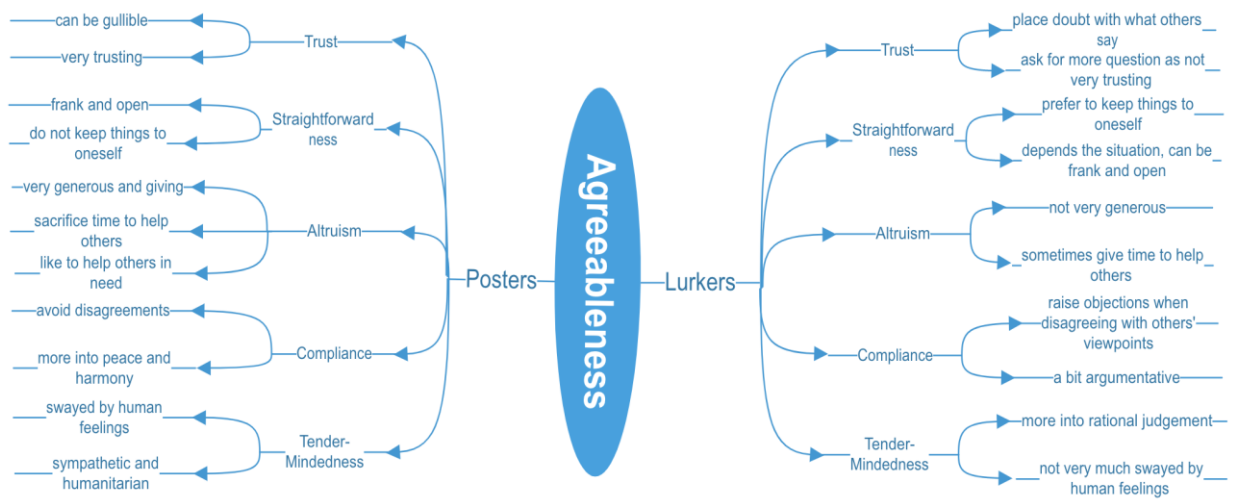 can be gullible
very trusting
Trust
frank and open
do not keep things to
oneself
Straightforward
ness
very generous and giving
sacrifice time to help
others
like to help others in
need
Altruism
avoid disagreements
more into peace and
harmony
Compliance
swayed by human
feelings
sympathetic and
humanitarian
Tender-
Mindedness
Posters
Agreeableness
Lurkers
Trust
place doubt with what others
say
ask for more question as not
very trusting
Straightforward
ness
prefer to keep things to
oneself
depends the situation, can be
frank and open
Altruism
not very generous
sometimes give time to help
others
Compliance
raise objections when
disagreeing with others'
viewpoints
a bit argumentative
Tender-
Mindedness
more into rational judgement
not very much swayed by
human feelings